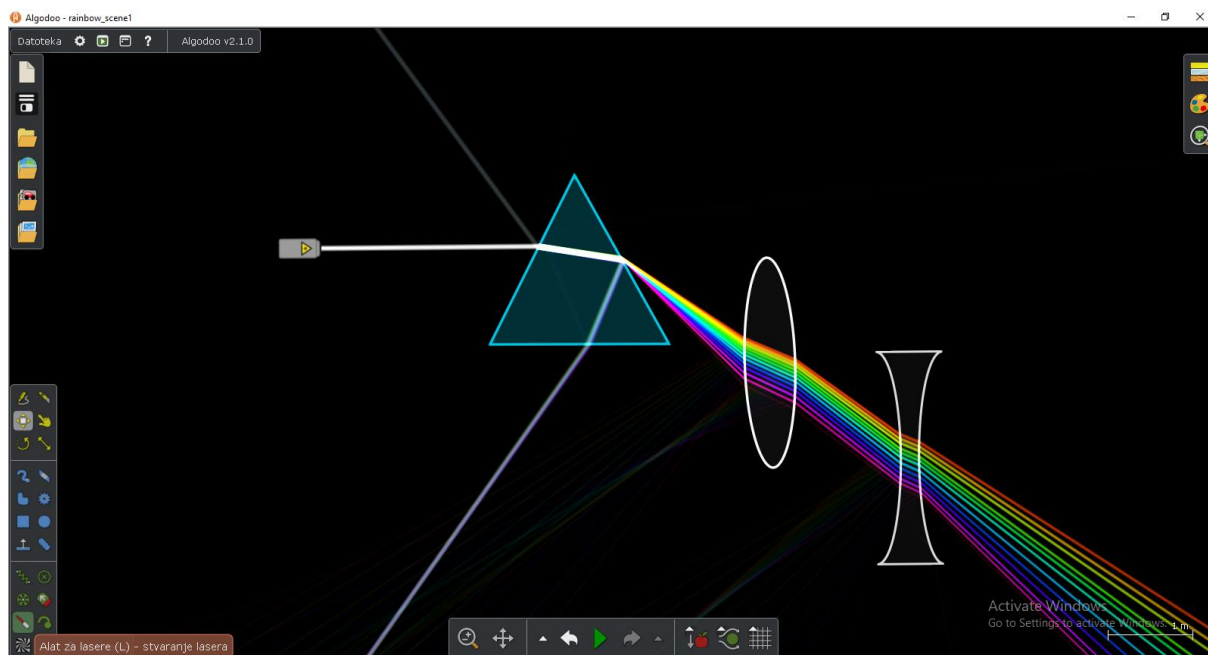 Algodoo - rainbow_scene1
Datoteka ? Algodoo v2.1.0
Activate Windows
Go to Settings to activate Windows.
1 m
Alat za lasere (L) - stvaranje lasera